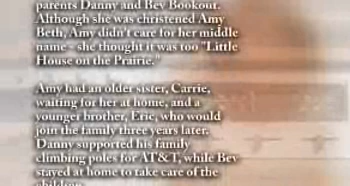 parents Danny and Bev Bookout.
Although she was christened Amy
Beth, Amy didn't care for her middle
name - she thought it was too "Little
House on the Prairie."
Amy had an older sister, Carrie,
waiting for her at home, and a
younger brother, Eric, who would
join the family three years later.
Danny supported his family
climbing poles for AT&T, while Bev
stayed at home to take care of the
children.